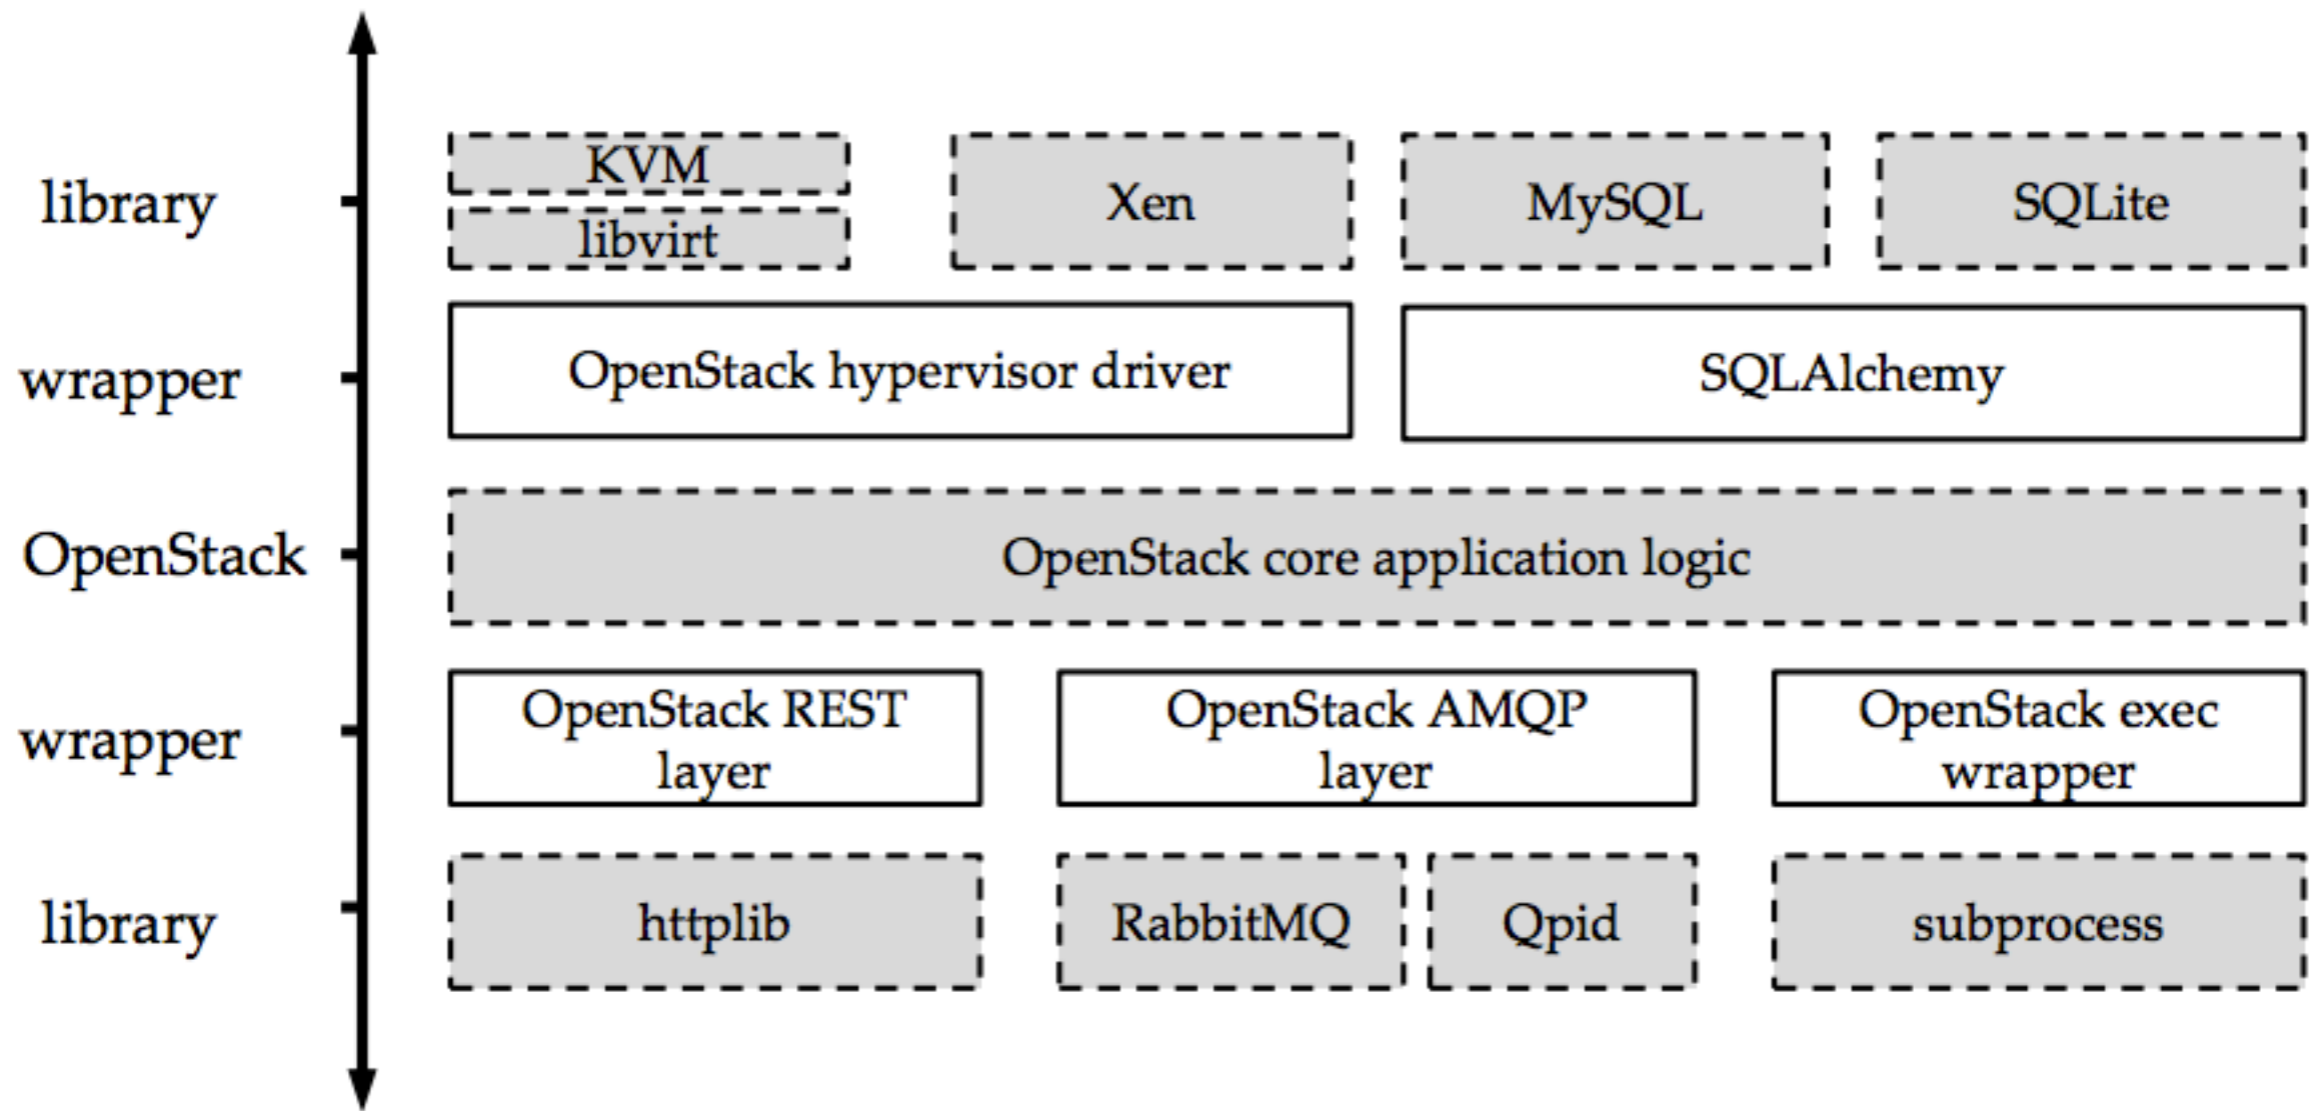 library
KVM
libvirt
Xen
MySQL
SQLite
wrapper
OpenStack hypervisor driver
SQLAlchemy
OpenStack
OpenStack core application logic
wrapper
OpenStack REST
layer
OpenStack AMQP
layer
OpenStack exec
wrapper
library
httplib
RabbitMQ
Qpid
subprocess